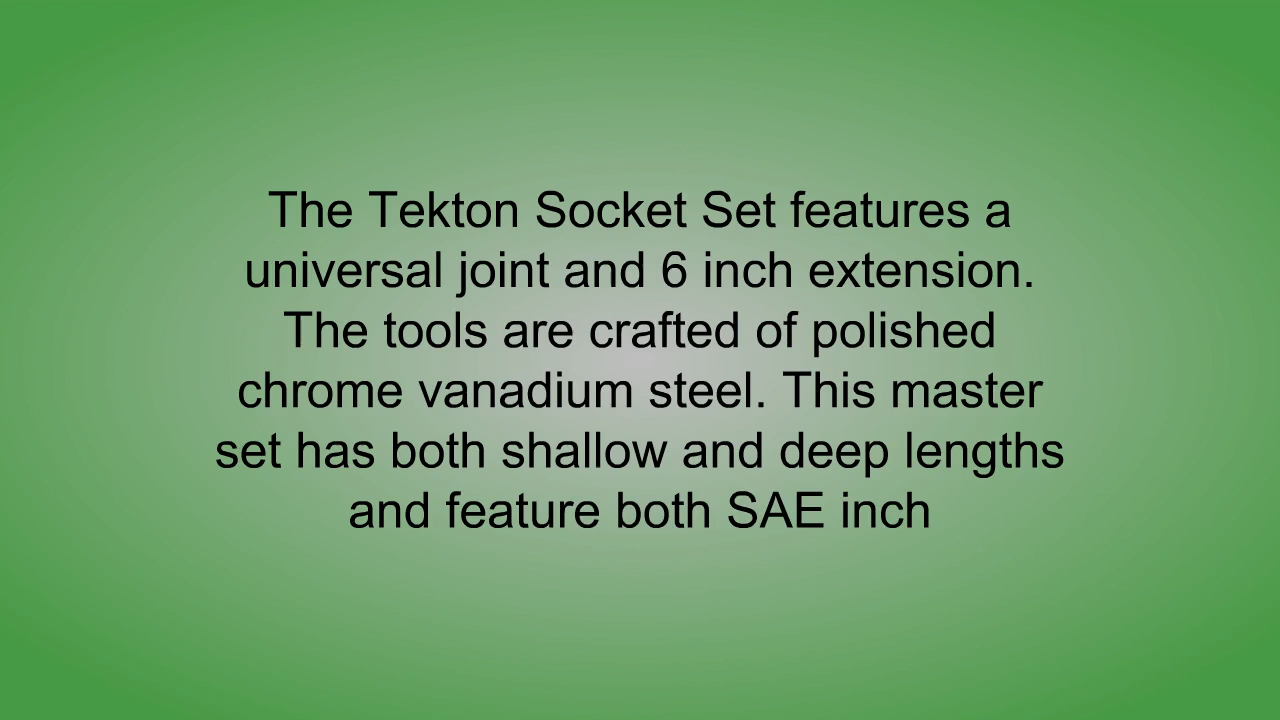 The Tekton Socket Set features a
universal joint and 6 inch extension.
The tools are crafted of polished
chrome vanadium steel. This master
set has both shallow and deep lengths
and feature both SAE inch